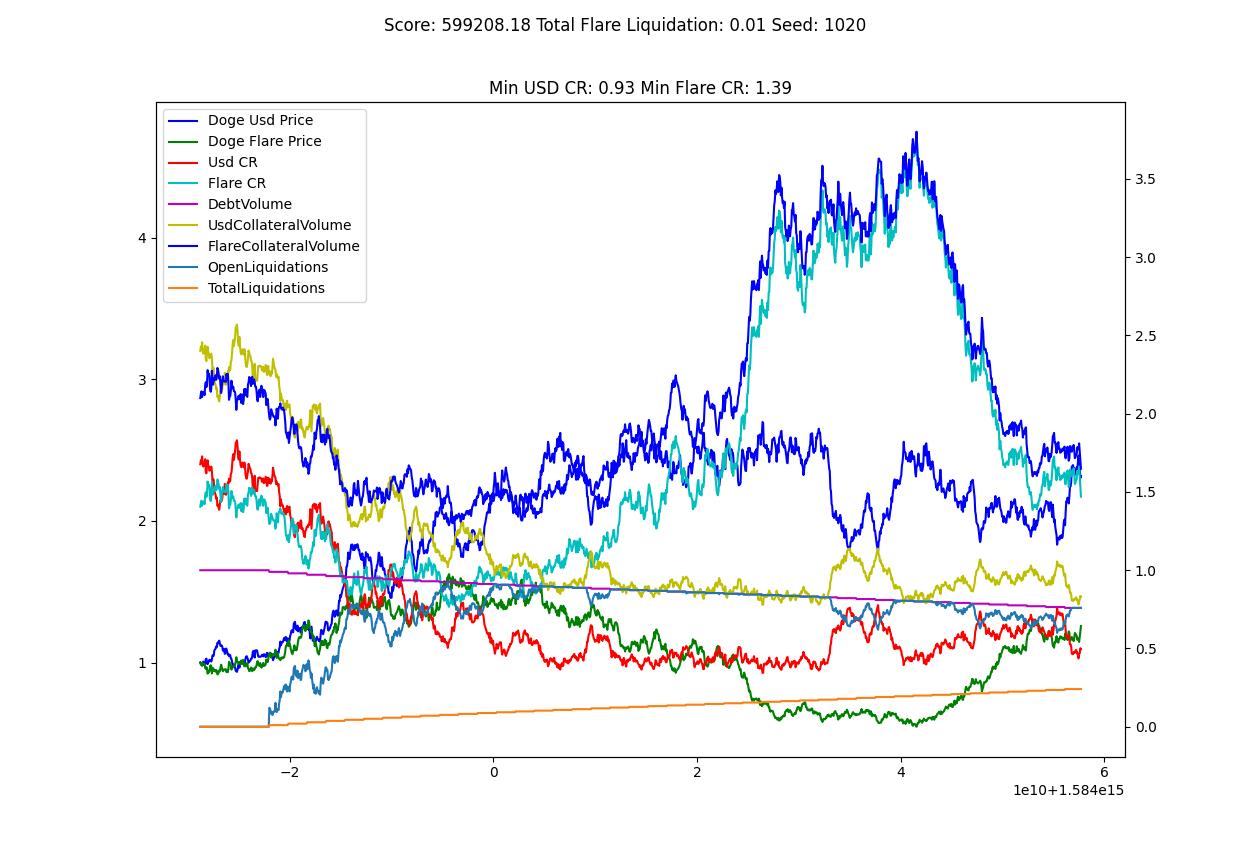 Score: 599208.18 Total Flare Liquidation: 0.01 Seed: 1020
Min USD CR: 0.93 Min Flare CR: 1.39
Doge Usd Price
Doge Flare Price
Usd CR
Flare CR
DebtVolume
UsdCollateralVolume
FlareCollateralVolume
OpenLiquidations
TotalLiquidations
4
3
2
1
3.5
3.0
2.5
2.0
1.5
1.0
0.5
0.0
−2
0
2
4
6
1e10+1.584e15